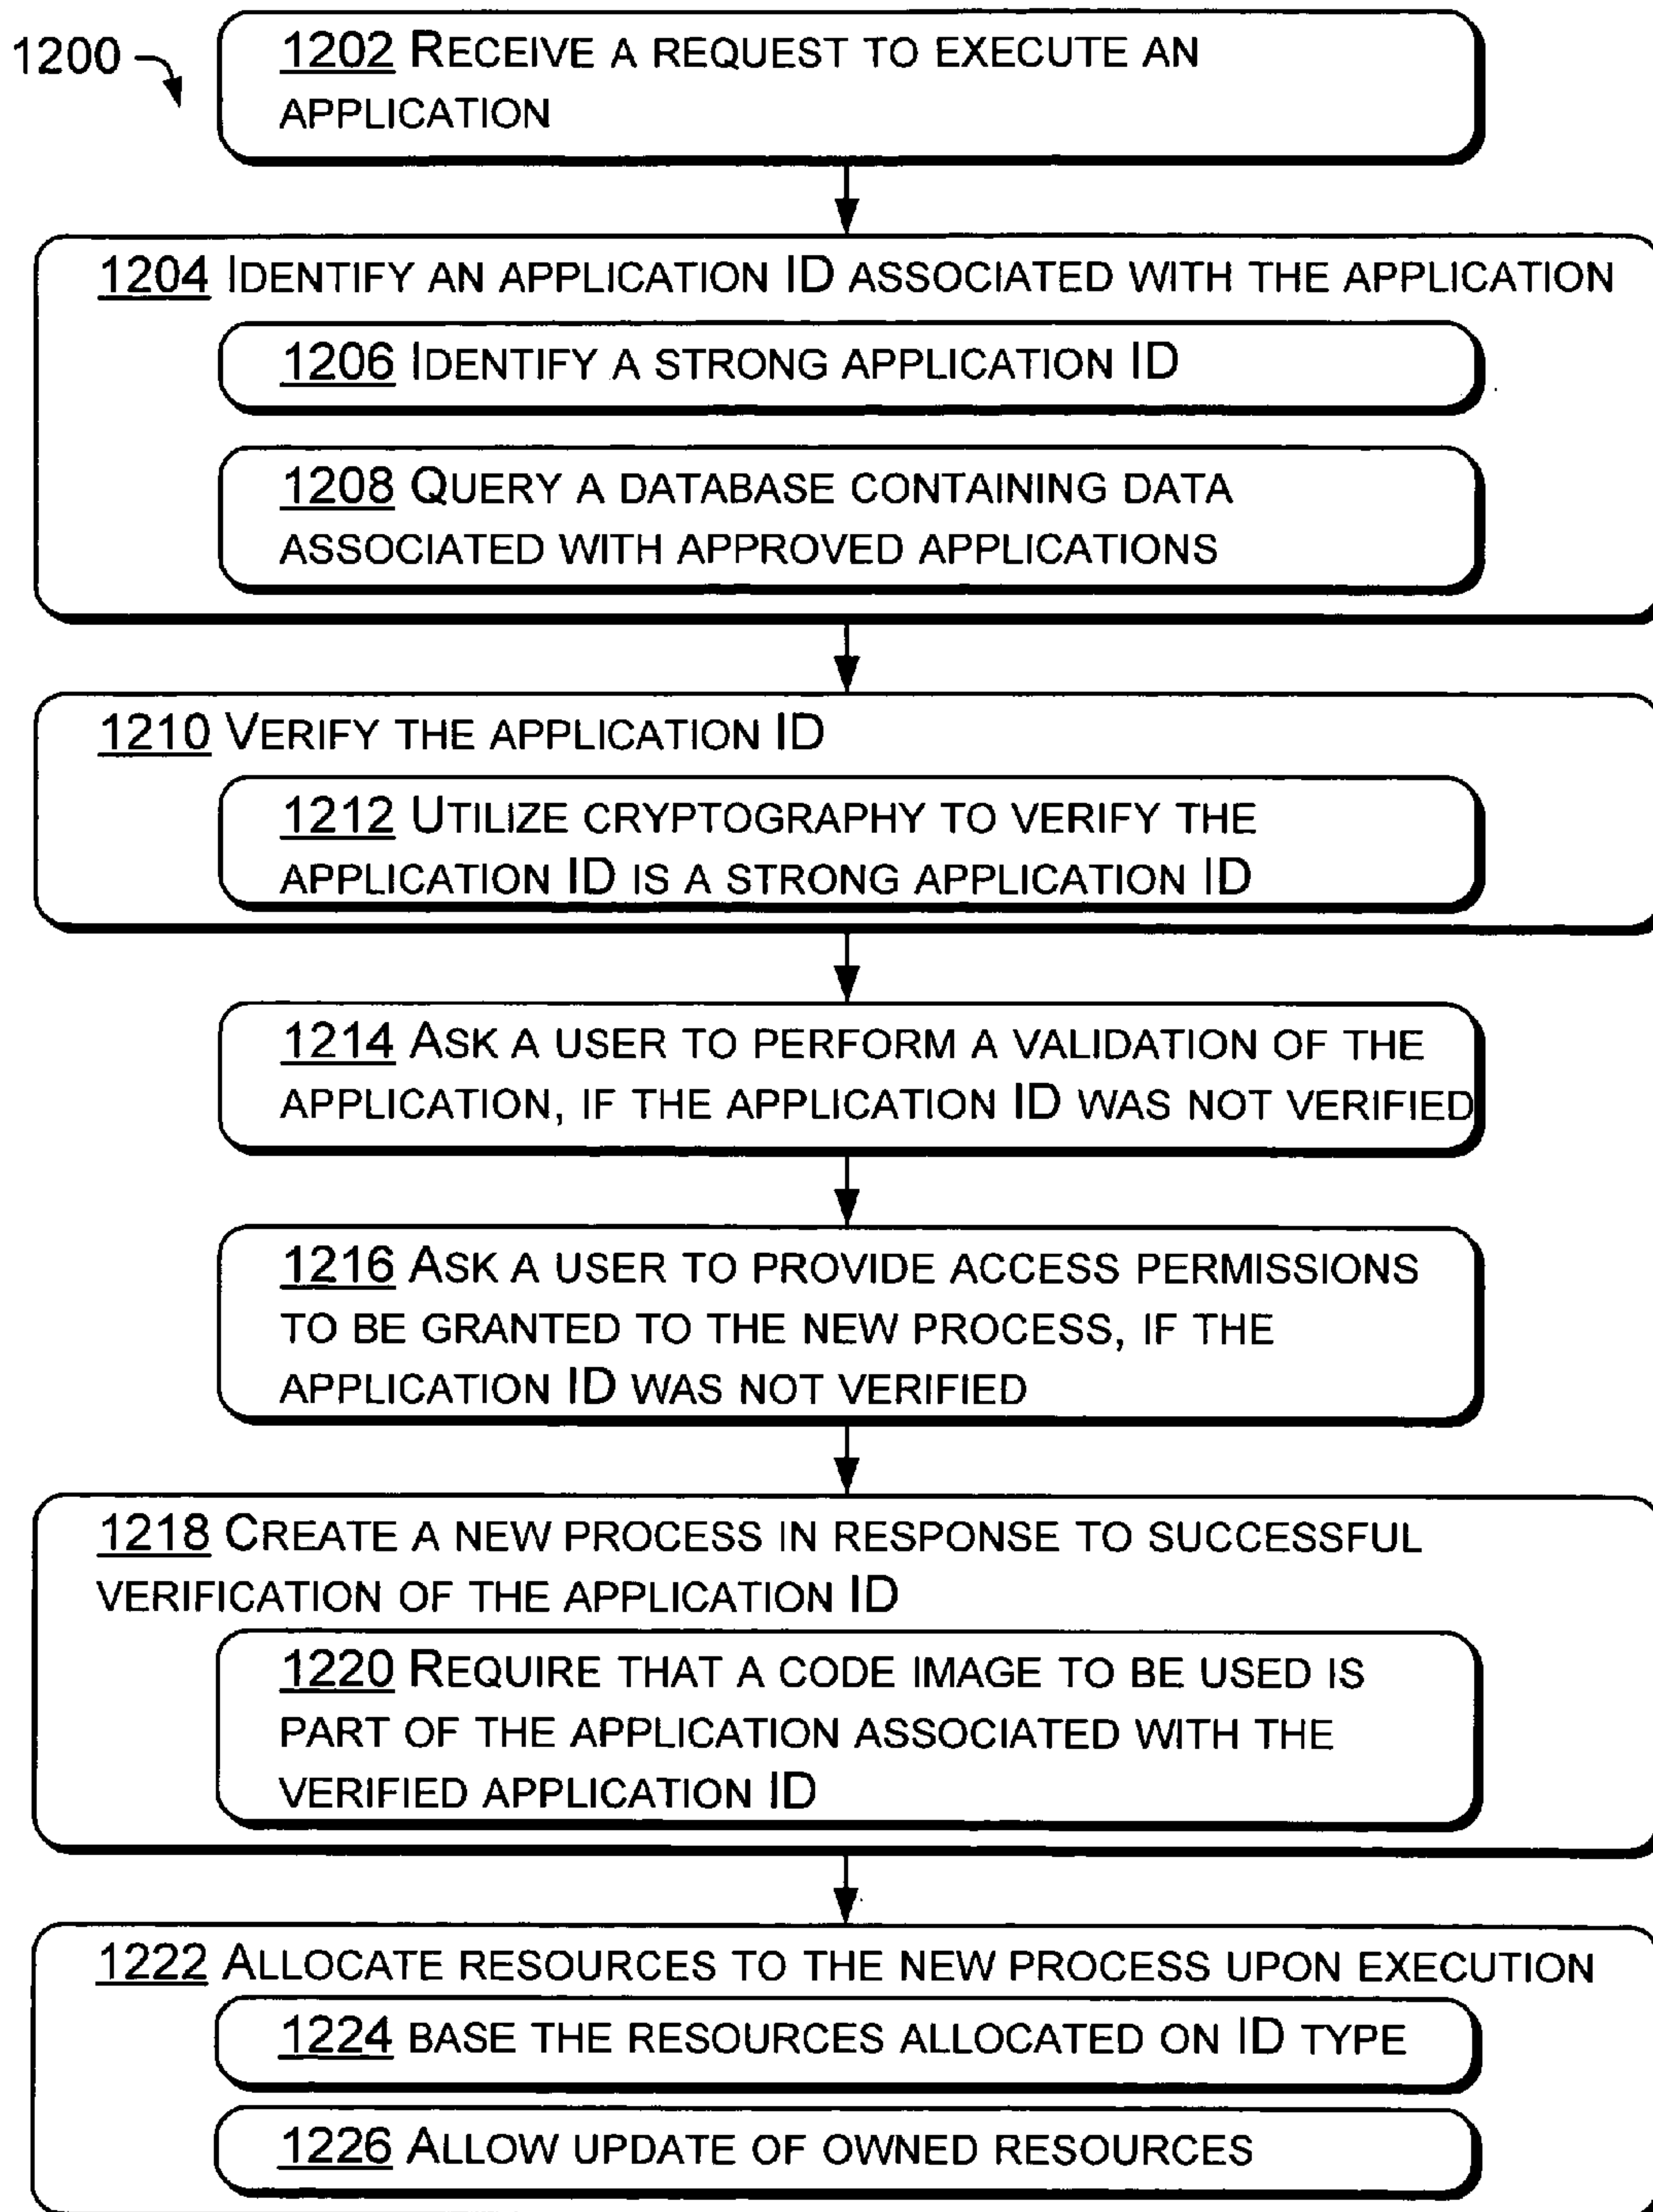 1200
1202 RECEIVE A REQUEST TO EXECUTE AN
APPLICATION
1204 IDENTIFY AN APPLICATION ID ASSOCIATED WITH THE APPLICATION
1206 IDENTIFY A STRONG APPLICATION ID
1208 QUERY A DATABASE CONTAINING DATA
ASSOCIATED WITH APPROVED APPLICATIONS
1210 VERIFY THE APPLICATION ID
1212 UTILIZE CRYPTOGRAPHY TO VERIFY THE
APPLICATION ID IS A STRONG APPLICATION ID
1214 ASK A USER TO PERFORM A VALIDATION OF THE
APPLICATION, IF THE APPLICATION ID WAS NOT VERIFIED
1216 ASK A USER TO PROVIDE ACCESS PERMISSIONS
TO BE GRANTED TO THE NEW PROCESS, IF THE
APPLICATION ID WAS NOT VERIFIED
1218 CREATE A NEW PROCESS IN RESPONSE TO SUCCESSFUL
VERIFICATION OF THE APPLICATION ID
1220 REQUIRE THAT A CODE IMAGE TO BE USED IS
PART OF THE APPLICATION ASSOCIATED WITH THE
VERIFIED APPLICATION ID
1222 ALLOCATE RESOURCES TO THE NEW PROCESS UPON EXECUTION
1224 BASE THE RESOURCES ALLOCATED ON ID TYPE
1226 ALLOW UPDATE OF OWNED RESOURCES